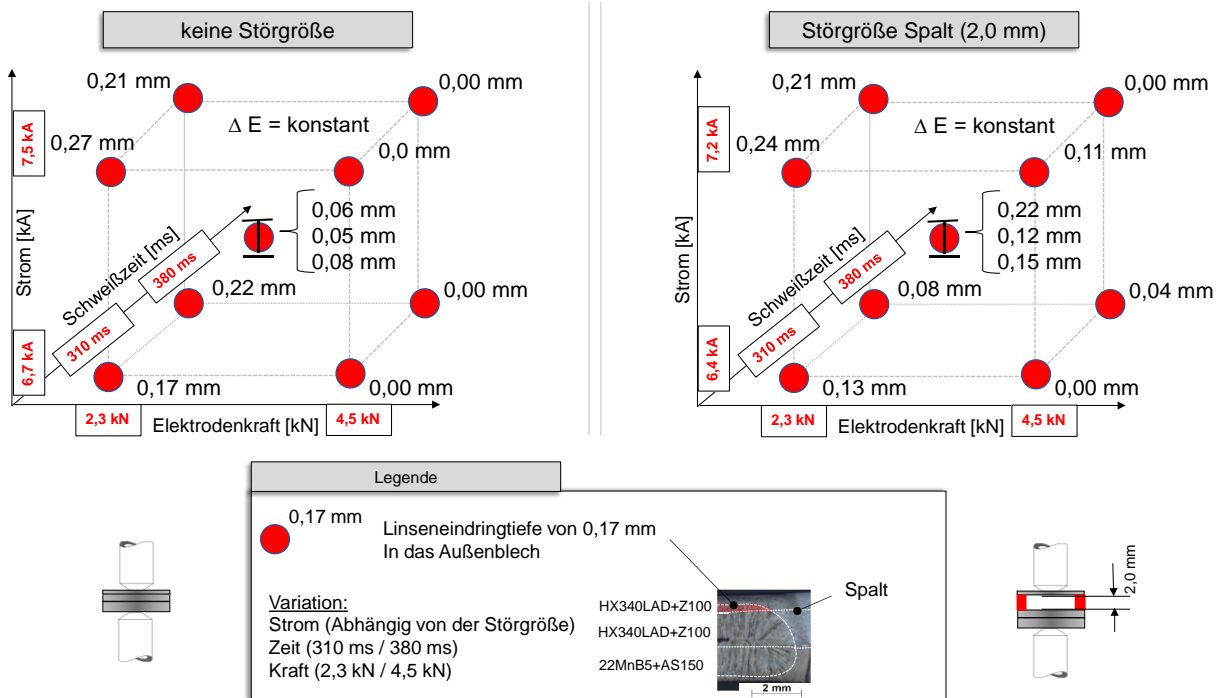 keine Störgröße
0,21 mm
0,00 mm
Δ E = konstant
7,5 kA
0,27 mm
0,0 mm
Strom [kA]
Schweißzeit [ms]
0,06 mm
0,05 mm
0,08 mm
380 ms
310 ms
0,22 mm
0,00 mm
6,7 kA
0,17 mm
0,00 mm
2,3 kN
Elektrodenkraft [kN]
4,5 kN
Störgröße Spalt (2,0 mm)
0,21 mm
0,00 mm
Δ E = konstant
7,2 kA
0,24 mm
0,11 mm
Strom [kA]
Schweißzeit [ms]
0,22 mm
0,12 mm
0,15 mm
380 ms
310 ms
0,08 mm
0,04 mm
6,4 kA
0,13 mm
0,00 mm
2,3 kN
Elektrodenkraft [kN]
4,5 kN
Legende
0,17 mm
Linseneindringtiefe von 0,17 mm
In das Außenblech
Variation:
Strom (Abhängig von der Störgröße)
Zeit (310 ms / 380 ms)
Kraft (2,3 kN / 4,5 kN)
Spalt
HX340LAD+Z100
HX340LAD+Z100
22MnB5+AS150
2 mm
2,0 mm